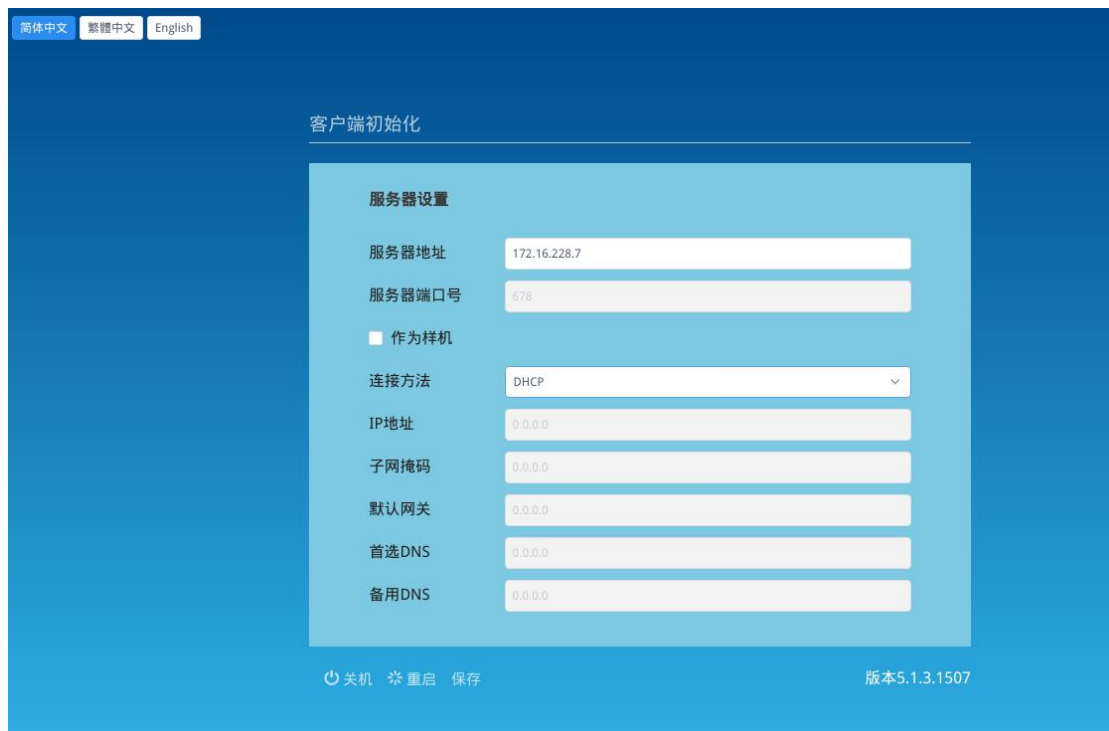 简体中文 繁體中文 English
客户端初始化
服务器设置
服务器地址 172.16.228.7
服务器端口号 678
作为样机
连接方法 DHCP
IP地址 0.0.0.0
子网掩码 0.0.0.0
默认网关 0.0.0.0
首选DNS 0.0.0.0
备用DNS 0.0.0.0
关机 重启 保存 版本5.1.3.1507